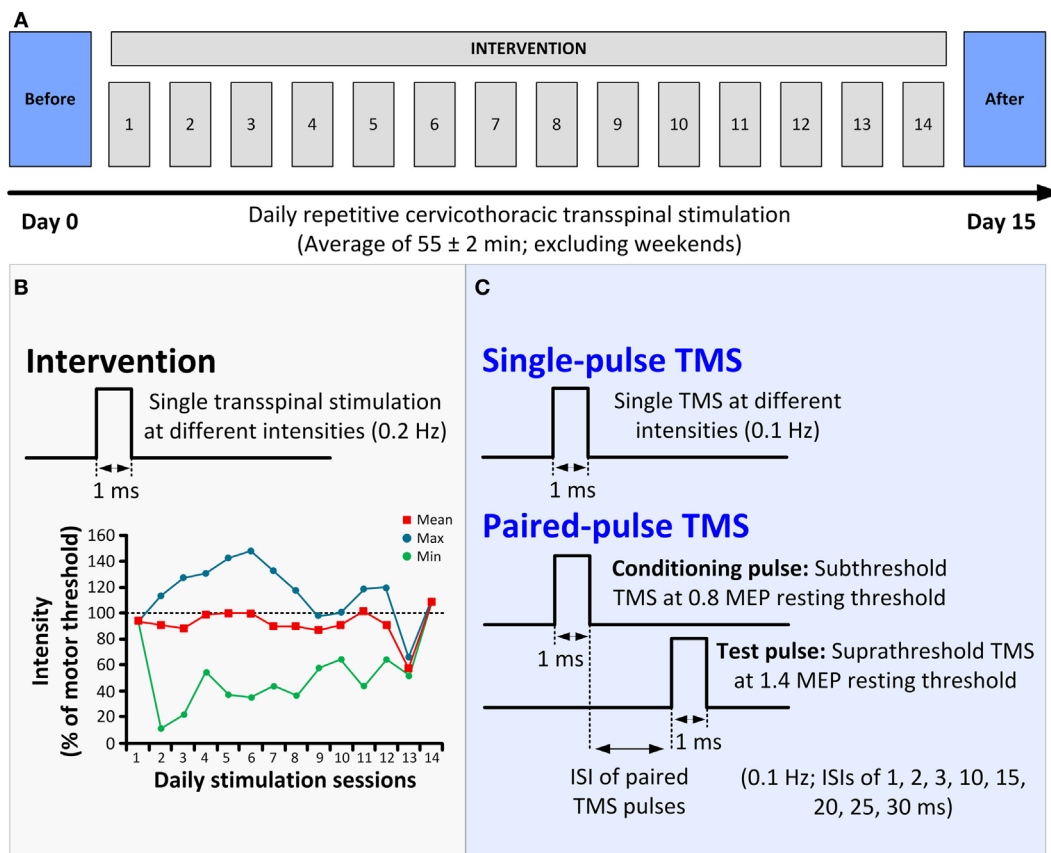 A
INTERVENTION
Before
1 2 3 4 5 6 7 8 9 10 11 12 13 14
After
Day 0
Daily repetitive cervicothoracic transspinal stimulation
(Average of 55 ± 2 min; excluding weekends)
Day 15
B
Intervention
Single transspinal stimulation
at different intensities (0.2 Hz)
1 ms
Intensity
(% of motor threshold)
160
140
120
100
80
60
40
20
0
Mean
Max
Min
1 2 3 4 5 6 7 8 9 10 11 12 13 14
Daily stimulation sessions
C
Single-pulse TMS
Single TMS at different
intensities (0.1 Hz)
1 ms
Paired-pulse TMS
Conditioning pulse: Subthreshold
TMS at 0.8 MEP resting threshold
1 ms
Test pulse: Suprathreshold TMS
at 1.4 MEP resting threshold
1 ms
ISI of paired
TMS pulses
(0.1 Hz; ISIs of 1, 2, 3, 10, 15,
20, 25, 30 ms)